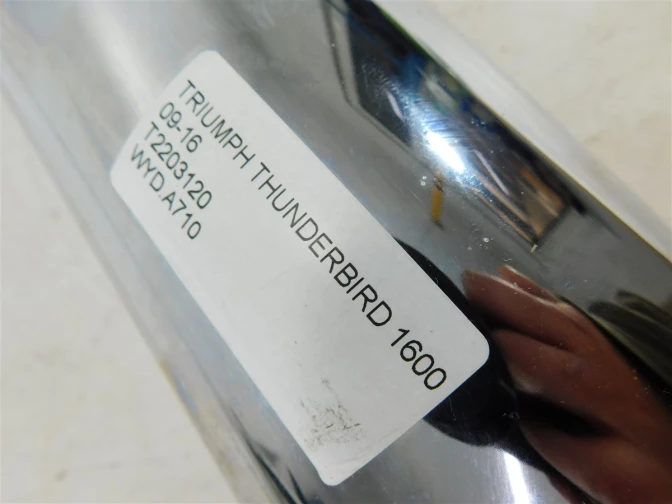 TRIUMPH THUNDERBIRD 1600
09-16
T2203120
WYD.A710